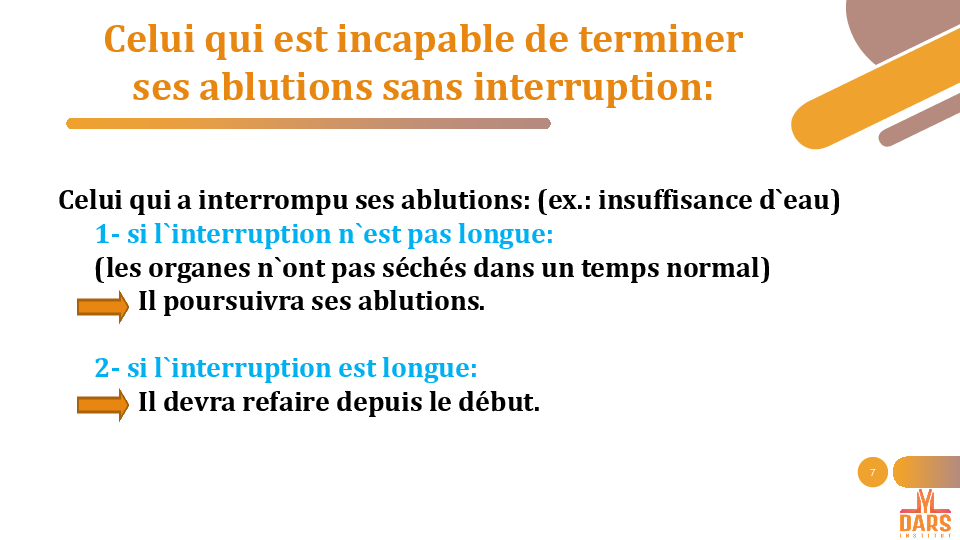 Celui qui est incapable de terminer
ses ablutions sans interruption:
Celui qui a interrompu ses ablutions: (ex.: insuffisance d`eau)
1- si l`interruption n`est pas longue:
(les organes n`ont pas séchés dans un temps normal)
Il poursuivra ses ablutions.
2- si l`interruption est longue:
Il devra refaire depuis le début.
7
DARS
INSTITUT